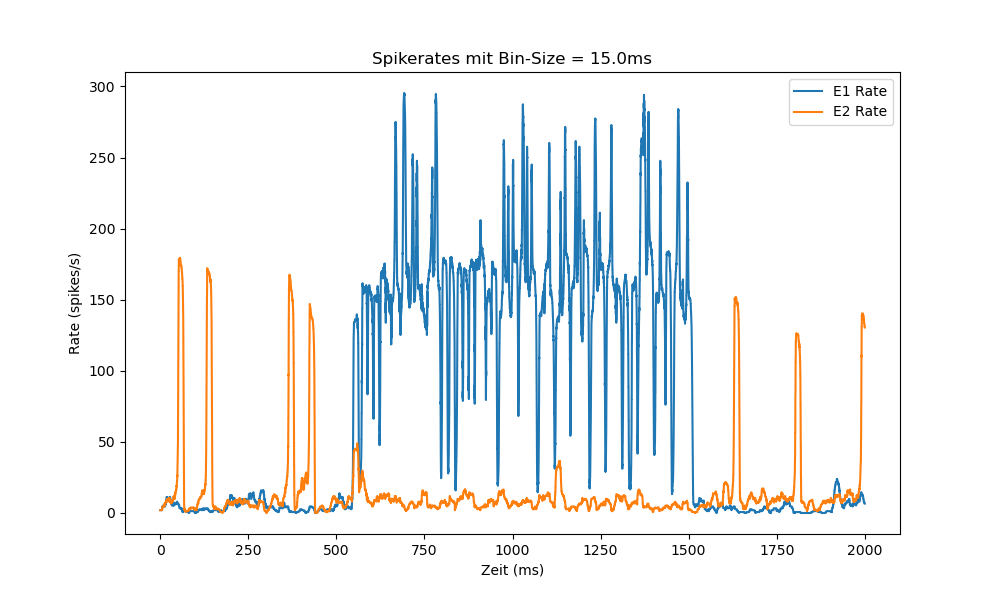 Spikerates mit Bin-Size = 15.0ms
E1 Rate
E2 Rate
Rate (spikes/s)
300
250
200
150
100
50
0
0 250 500 750 1000 1250 1500 1750 2000
Zeit (ms)